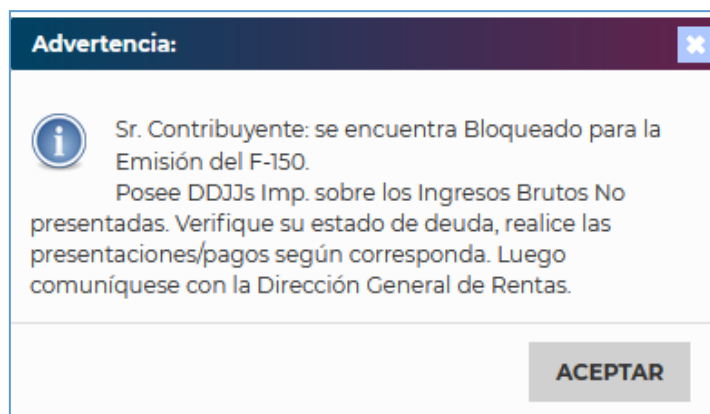 Advertencia:
Sr. Contribuyente: se encuentra Bloqueado para la
Emisión del F-150.
Posee DDJJs Imp. sobre los Ingresos Brutos No
presentadas. Verifique su estado de deuda, realice las
presentaciones/pagos según corresponda. Luego
comuníquese con la Dirección General de Rentas.
ACEPTAR